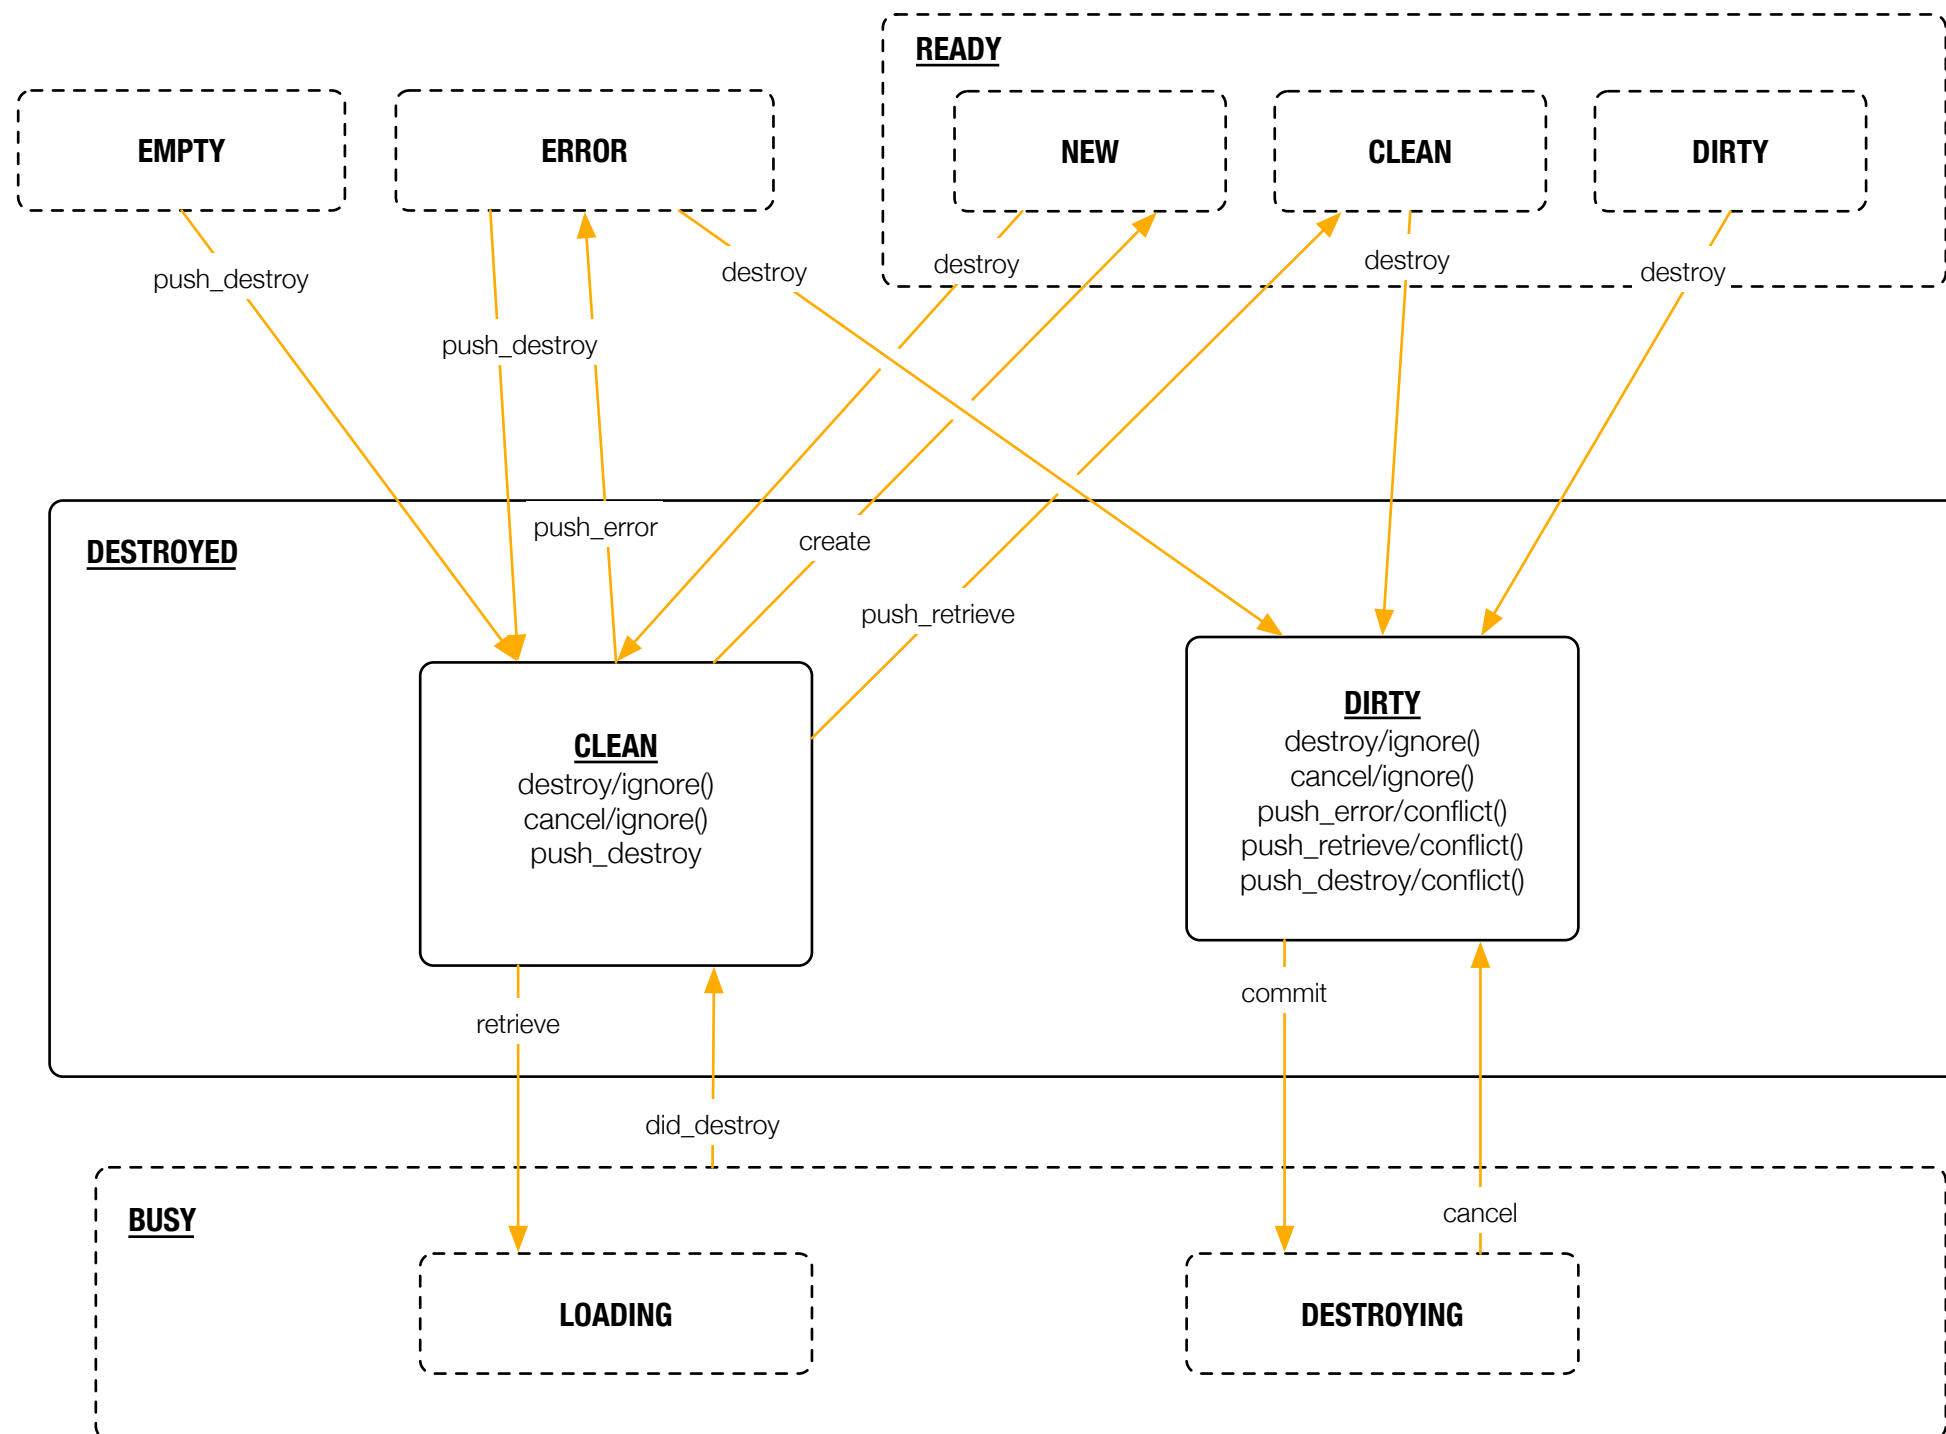 READY
EMPTY
ERROR
NEW
CLEAN
DIRTY
push_destroy
destroy
destroy
destroy
destroy
push_destroy
push_error
create
DESTROYED
push_retrieve
CLEAN
destroy/ignore()
cancel/ignore()
push_destroy
DIRTY
destroy/ignore()
cancel/ignore()
push_error/conflict()
push_retrieve/conflict()
push_destroy/conflict()
retrieve
commit
did_destroy
BUSY
cancel
LOADING
DESTROYING